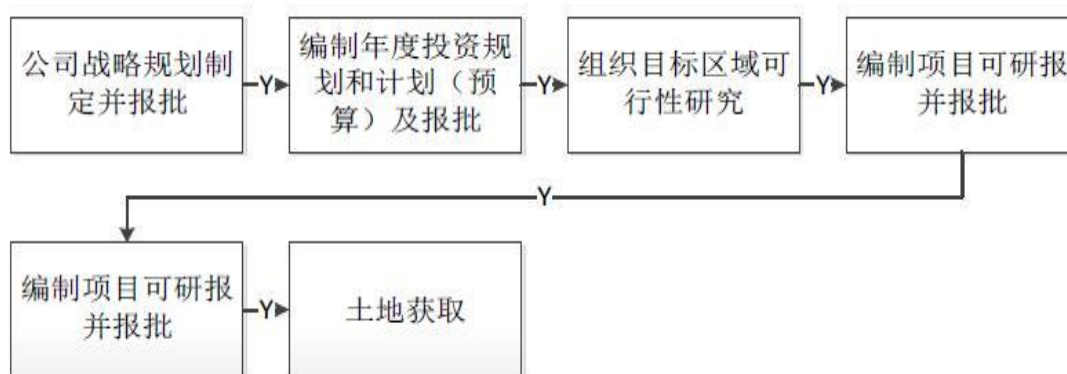 公司战略规划制
定并报批
Y
编制年度投资规
划和计划（预
算）及报批
Y
组织目标区域可
行性研究
Y
编制项目可研报
并报批
Y
编制项目可研报
并报批
Y
土地获取